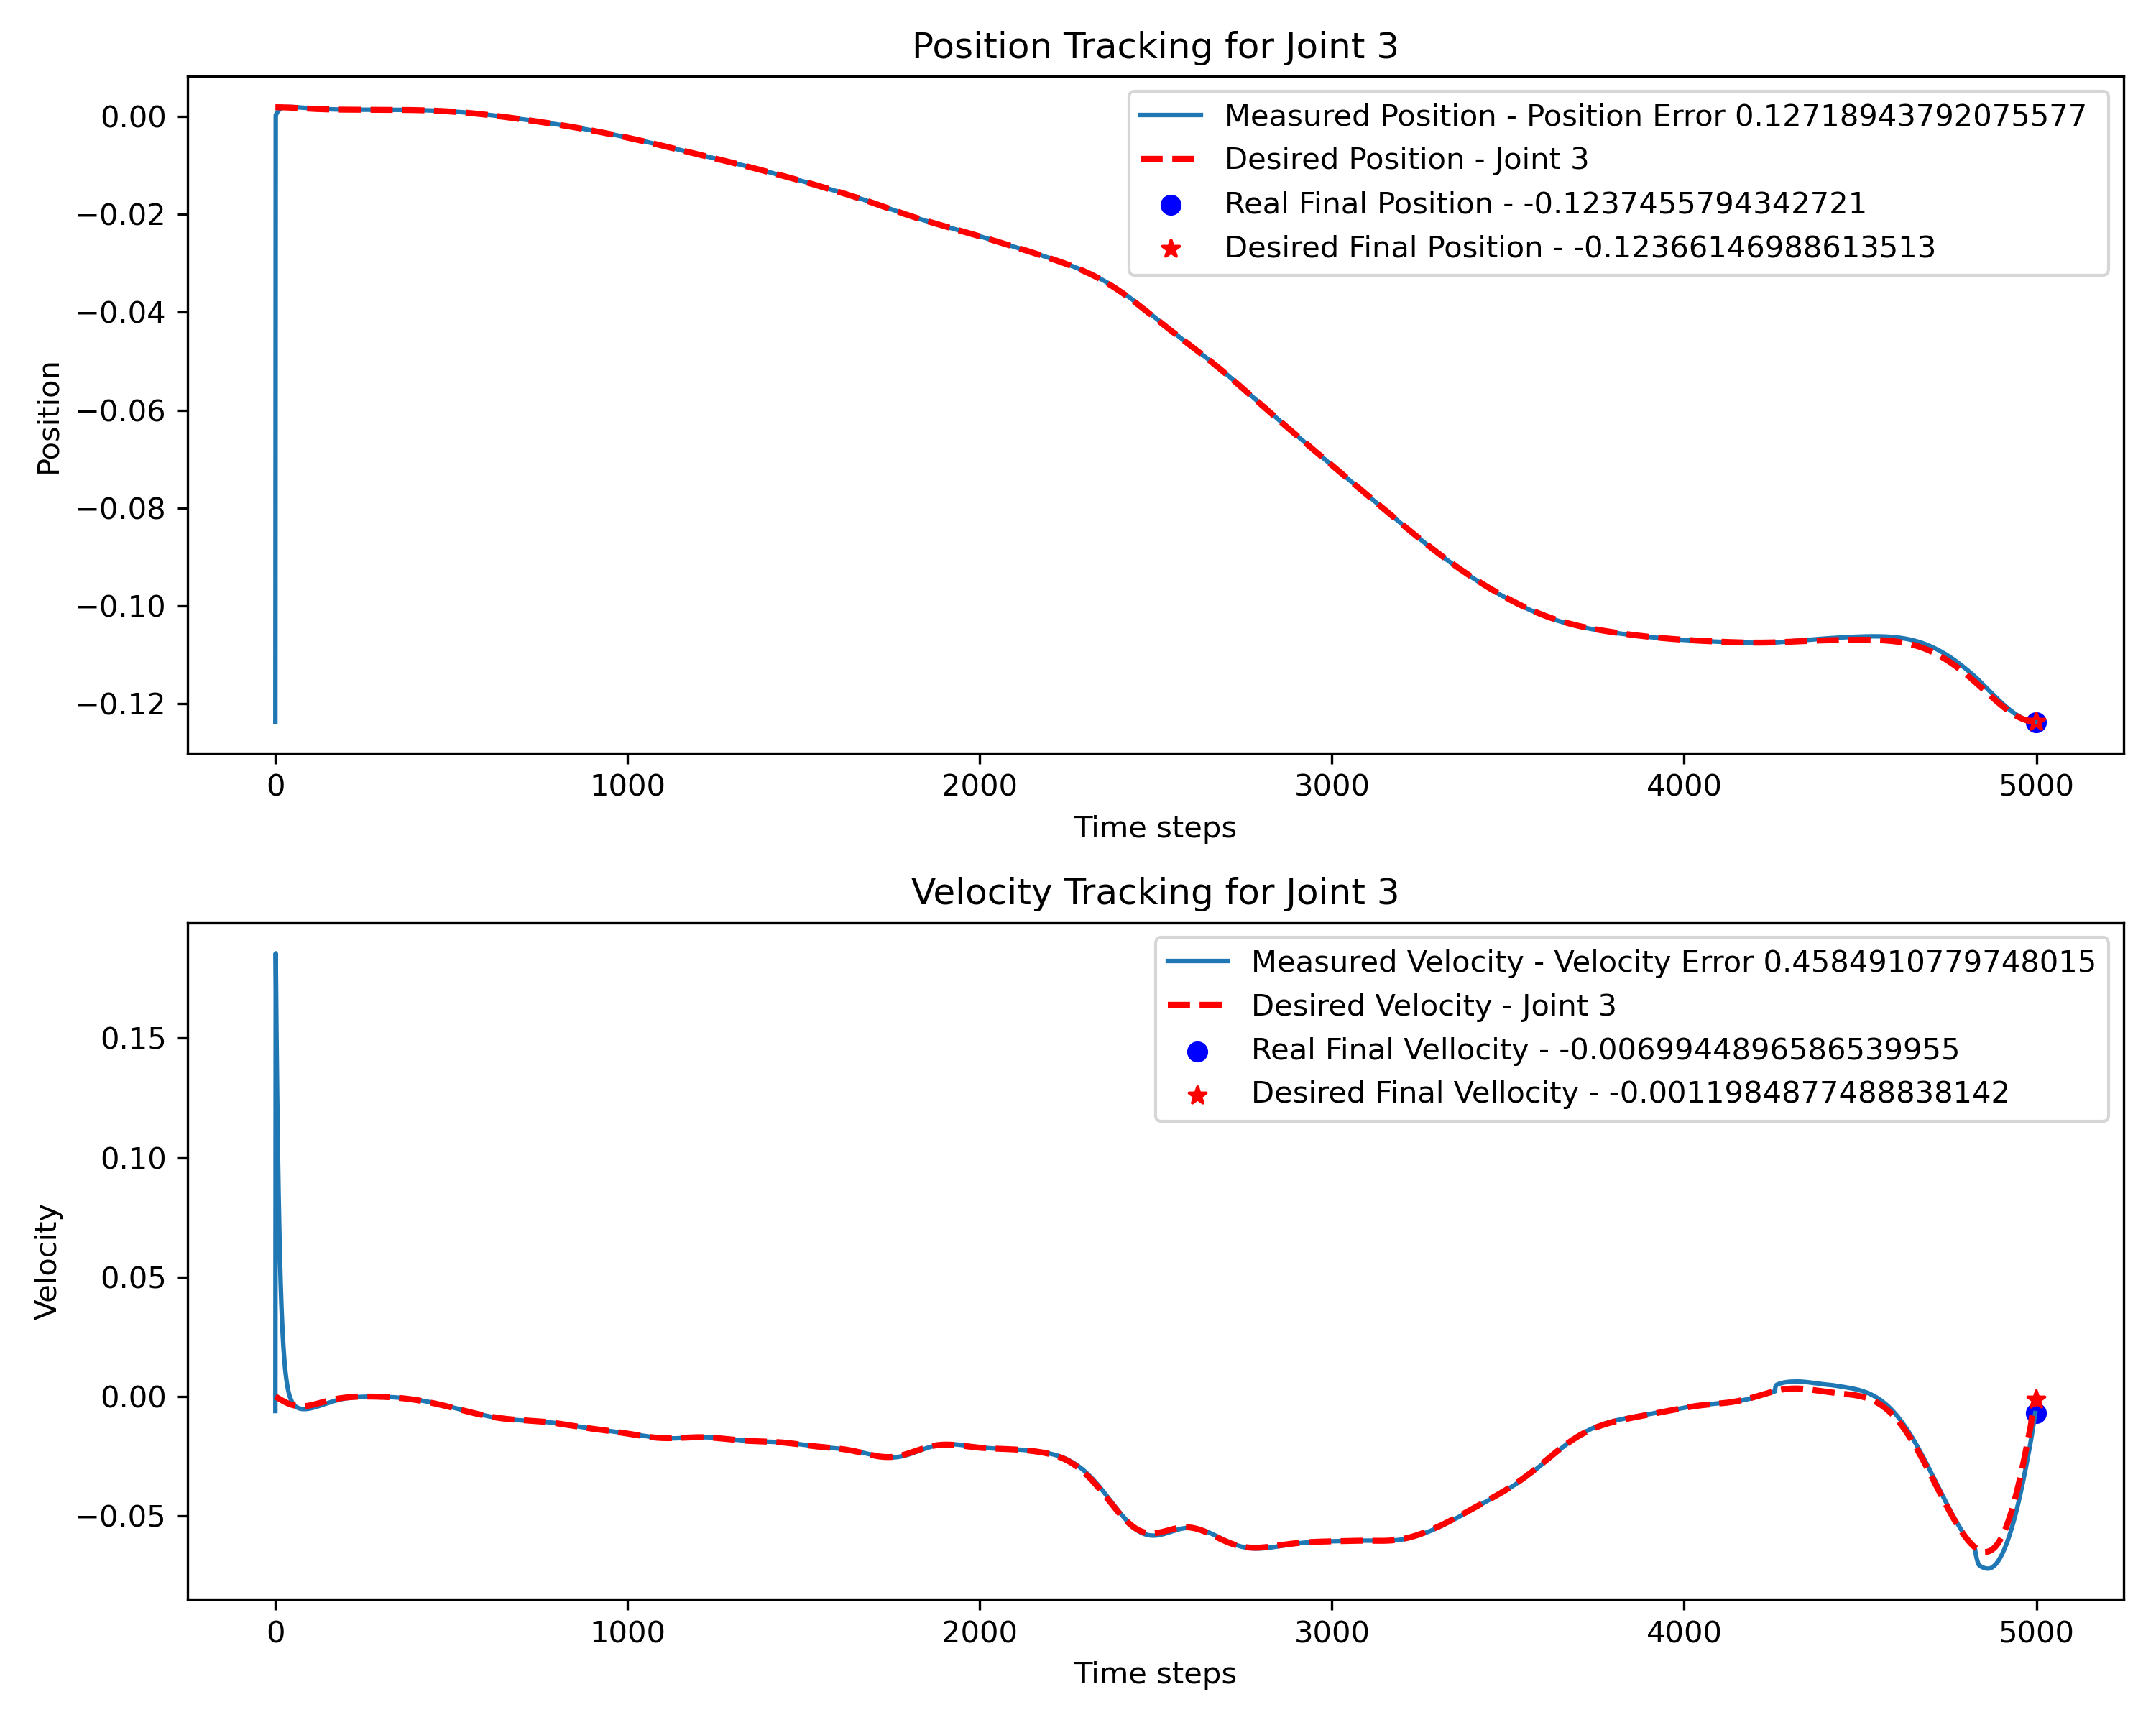 Position Tracking for Joint 3
Measured Position - Position Error 0.12718943792075577
Desired Position - Joint 3
Real Final Position - -0.1237455794342721
Desired Final Position - -0.12366146988613513
0.00
−0.02
−0.04
−0.06
−0.08
−0.10
−0.12
Position
0 1000 2000 3000 4000 5000
Time steps
Velocity Tracking for Joint 3
Measured Velocity - Velocity Error 0.4584910779748015
Desired Velocity - Joint 3
Real Final Vellocity - -0.0069944896586539955
Desired Final Vellocity - -0.0011984877488838142
0.15
0.10
0.05
0.00
−0.05
Velocity
0 1000 2000 3000 4000 5000
Time steps